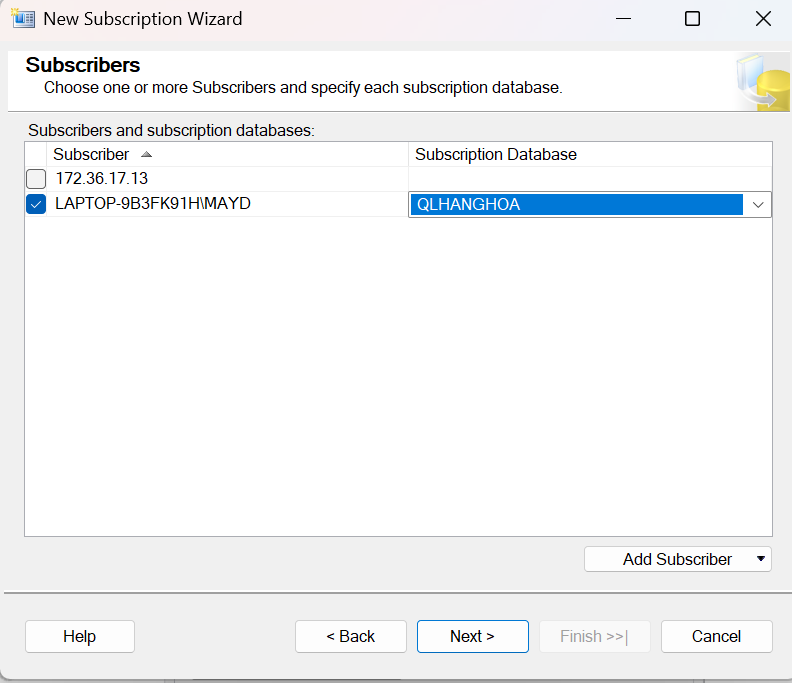 New Subscription Wizard
Subscribers
Choose one or more Subscribers and specify each subscription database.
Subscribers and subscription databases:
Subscriber Subscription Database
172.36.17.13
LAPTOP-9B3FK91H\MAYD QLHANGHOA
Add Subscriber
Help < Back Next > Finish >>| Cancel